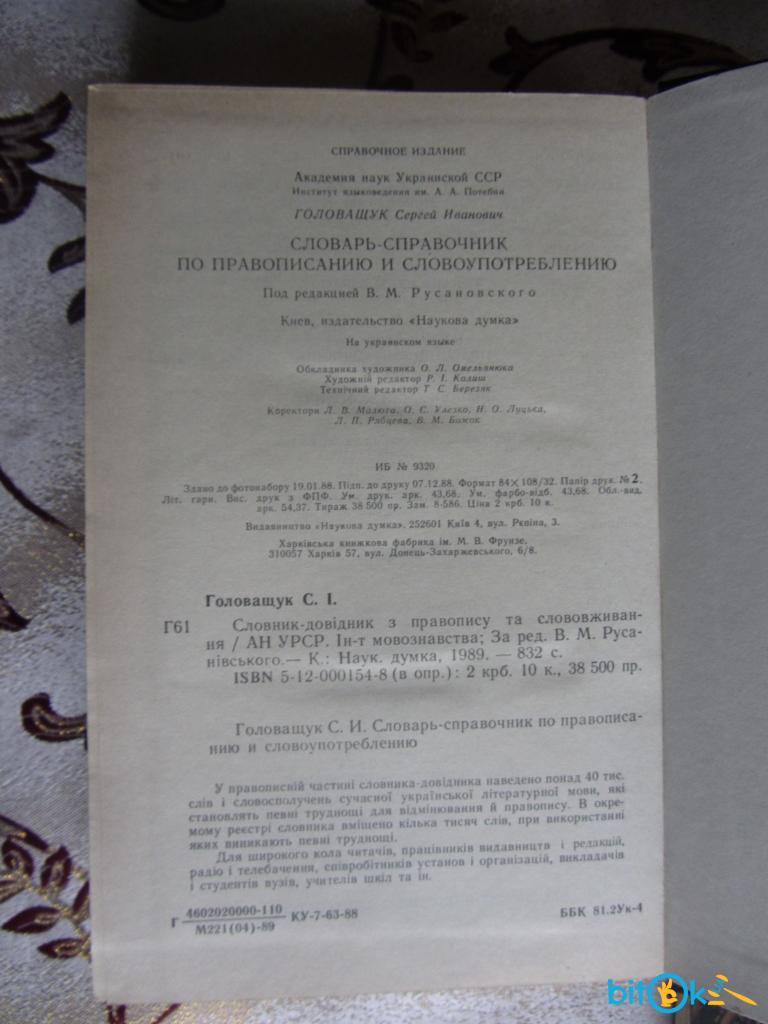 СПРАВОЧНОЕ ИЗДАНИЕ
Академия наук Украинской ССР
Институт языковедения им. А. А. Потебни
ГОЛОВАЩУК Сергей Иванович
СЛОВАРЬ-СПРАВОЧНИК
ПО ПРАВОПИСАНИЮ И СЛОВОУПОТРЕБЛЕНИЮ
Под редакцией В. М. Русановского
Киев, издательство «Наукова думка»
На украинском языке
Обкладинка художника О. Л. Омельянюка
Художній редактор Р. І. Калиш
Технічний редактор Т. С. Березяк
Коректори Л. В. Малюга, О. С. Улезко, Н. О. Луцька,
Л. П. Рябцева, В. М. Божок
ИБ № 9320
Здано до фотонабору 19.01.88. Підп. до друку 07.12.88. Формат 84×108/32. Папір друк. № 2.
Літ. гарн. Вис. друк з ФПФ. Ум. друк. арк. 43,68. Ум. фарбо-відб. 43,68. Обл.-вид.
арк. 54,37. Тираж 38 500 пр. Зам. 8-586. Ціна 2 крб. 10 к.
Видавництво «Наукова думка». 252601 Київ 4, вул. Рєпіна, 3.
Харківська книжкова фабрика ім. М. В. Фрунзе.
310057 Харків 57, вул. Донець-Захаржевського, 6/8.
Головащук С. І.
Г61 Словник-довідник з правопису та слововживан-
ня / АН УРСР. Ін-т мовознавства; За ред. В. М. Руса-
нівського.— К.: Наук. думка, 1989. — 832 с.
ISBN 5-12-000154-8 (в опр.): 2 крб. 10 к., 38 500 пр.
Головащук С. И. Словарь-справочник по правописа-
нию и словоупотреблению
У правописній частині словника-довідника наведено понад 40 тис.
слів і словосполучень сучасної української літературної мови, які
становлять певні труднощі для відмінювання й правопису. В окре-
мому реєстрі словника вміщено кілька тисяч слів, при використанні
яких виникають певні труднощі.
Для широкого кола читачів, працівників видавництв і редакцій,
радіо і телебачення, співробітників установ і організацій, викладачів
і студентів вузів, учителів шкіл та ін.
Г 4602020000-110 КУ-7-63-88 ББК 81.2Ук-4
М221(04)-89
bitOk